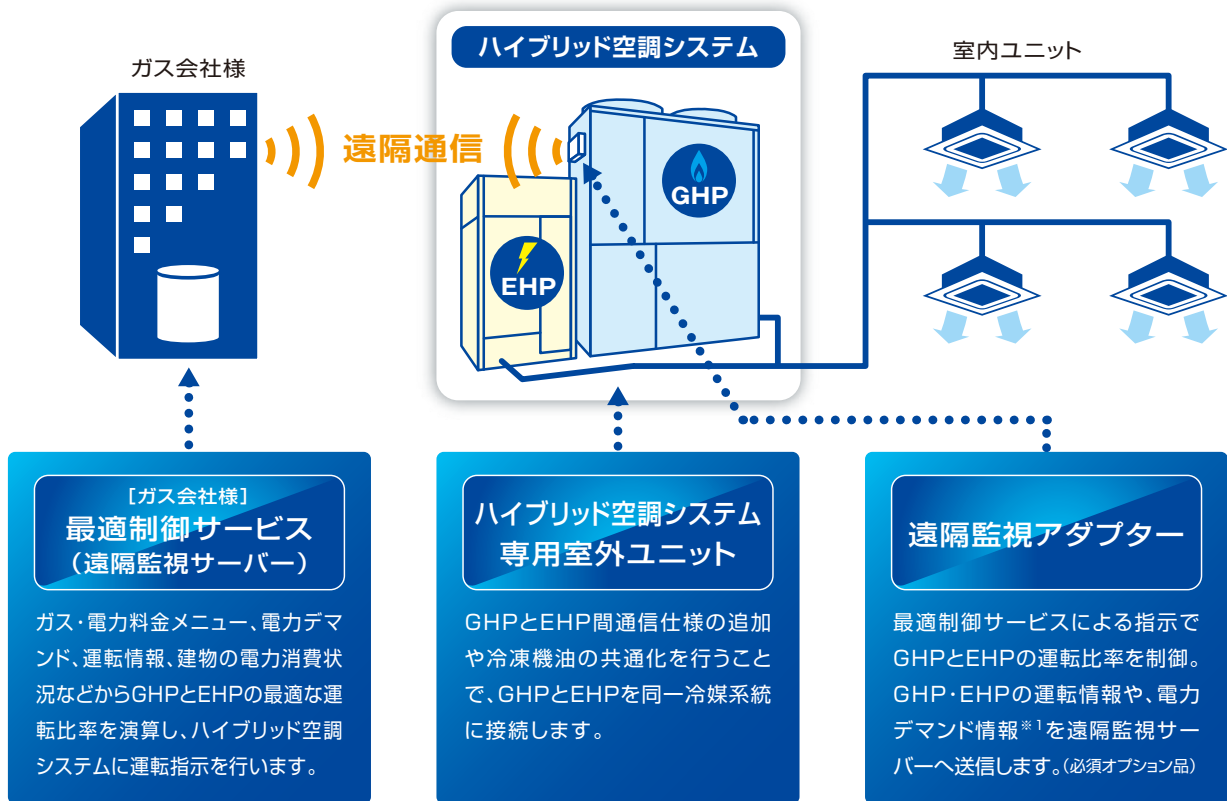 ハイブリッド空調システム
ガス会社様
室内ユニット
遠隔通信
GHP
EHP
[ガス会社様]
最適制御サービス
（遠隔監視サーバー）
ガス・電力料金メニュー、電力デマ
ンド、運転情報、建物の電力消費状
況などからGHPとEHPの最適な運
転比率を演算し、ハイブリッド空調
システムに運転指示を行います。
ハイブリッド空調システム
専用室外ユニット
GHPとEHP間通信仕様の追加
や冷凍機油の共通化を行うこと
で、GHPとEHPを同一冷媒系統
に接続します。
遠隔監視アダプター
最適制御サービスによる指示で
GHPとEHPの運転比率を制御。
GHP・EHPの運転情報や、電力
デマンド情報※1を遠隔監視サー
バーへ送信します。(必須オプション品)